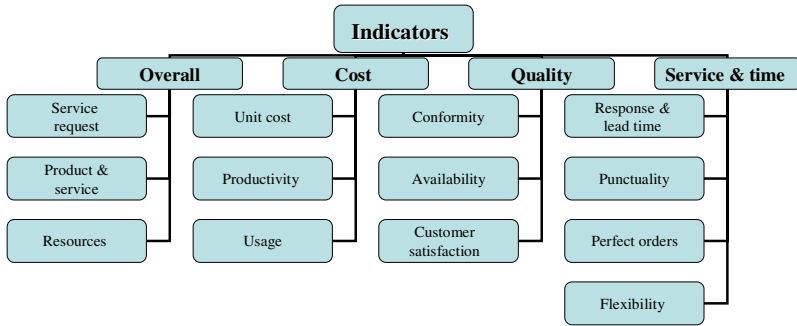 Indicators
Overall
Cost
Quality
Service & time
Service
request
Unit cost
Conformity
Response &
lead time
Product &
service
Productivity
Availability
Punctuality
Resources
Usage
Customer
satisfaction
Perfect orders
Flexibility